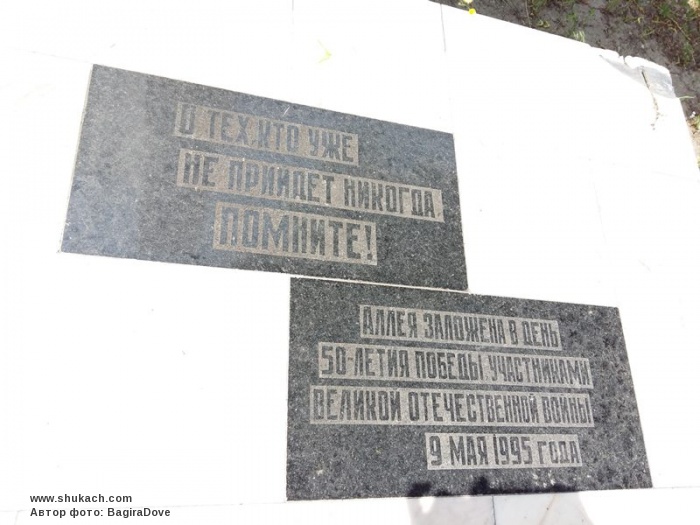 О ТЕХ, КТО УЖЕ
НЕ ПРИЙДЕТ НИКОГДА,
ПОМНИТЕ!
АЛЛЕЯ ЗАЛОЖЕНА В ДЕНЬ
50-ЛЕТИЯ ПОБЕДЫ УЧАСТНИКАМИ
ВЕЛИКОЙ ОТЕЧЕСТВЕННОЙ ВОЙНЫ
9 МАЯ 1995 ГОДА
www.shukach.com
Автор фото: BagiraDove